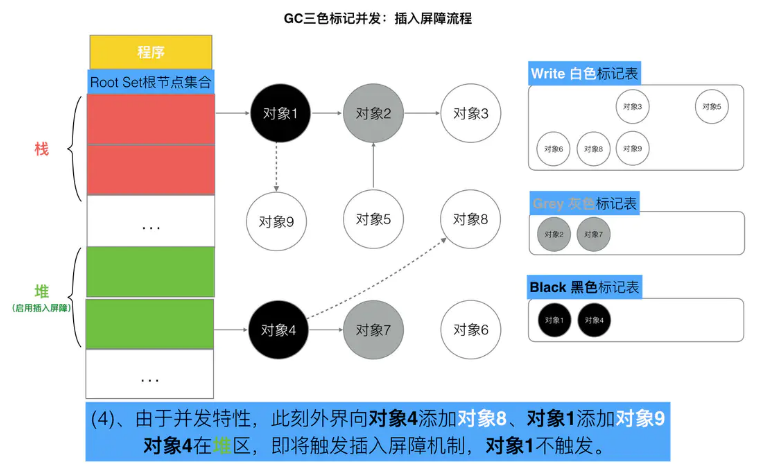 GC三色标记并发：插入屏障流程
程序
Root Set根节点集合
栈
...
堆
(启用插入屏障)
...
对象1
对象2
对象3
对象9
对象5
对象8
对象4
对象7
对象6
Write 白色标记表
对象3
对象5
对象6
对象8
对象9
Grey 灰色标记表
对象2
对象7
Black 黑色标记表
对象1
对象4
(4)、由于并发特性，此刻外界向对象4添加对象8、对象1添加对象9
对象4在堆区，即将触发插入屏障机制，对象1不触发。